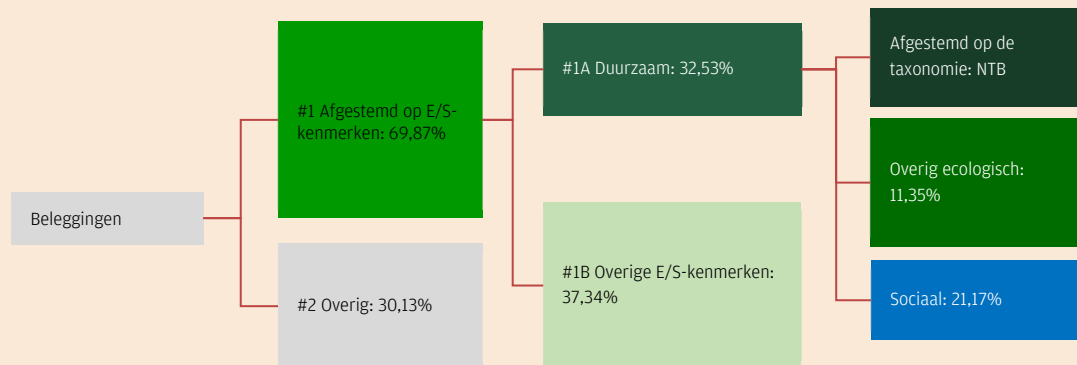 Beleggingen
#1 Afgestemd op E/S-
kenmerken: 69,87%
#2 Overig: 30,13%
#1A Duurzaam: 32,53%
#1B Overige E/S-kenmerken:
37,34%
Afgestemd op de
taxonomie: NTB
Overig ecologisch:
11,35%
Sociaal: 21,17%